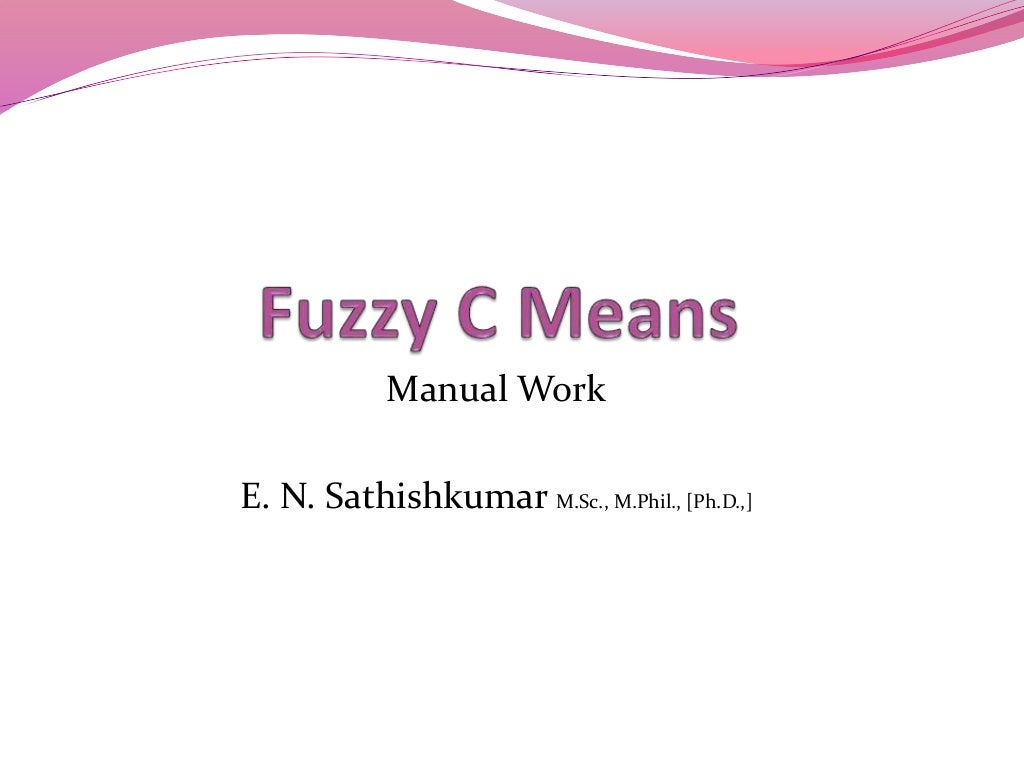 Fuzzy C Means
Manual Work
E. N. Sathishkumar M.Sc., M.Phil., [Ph.D.,]